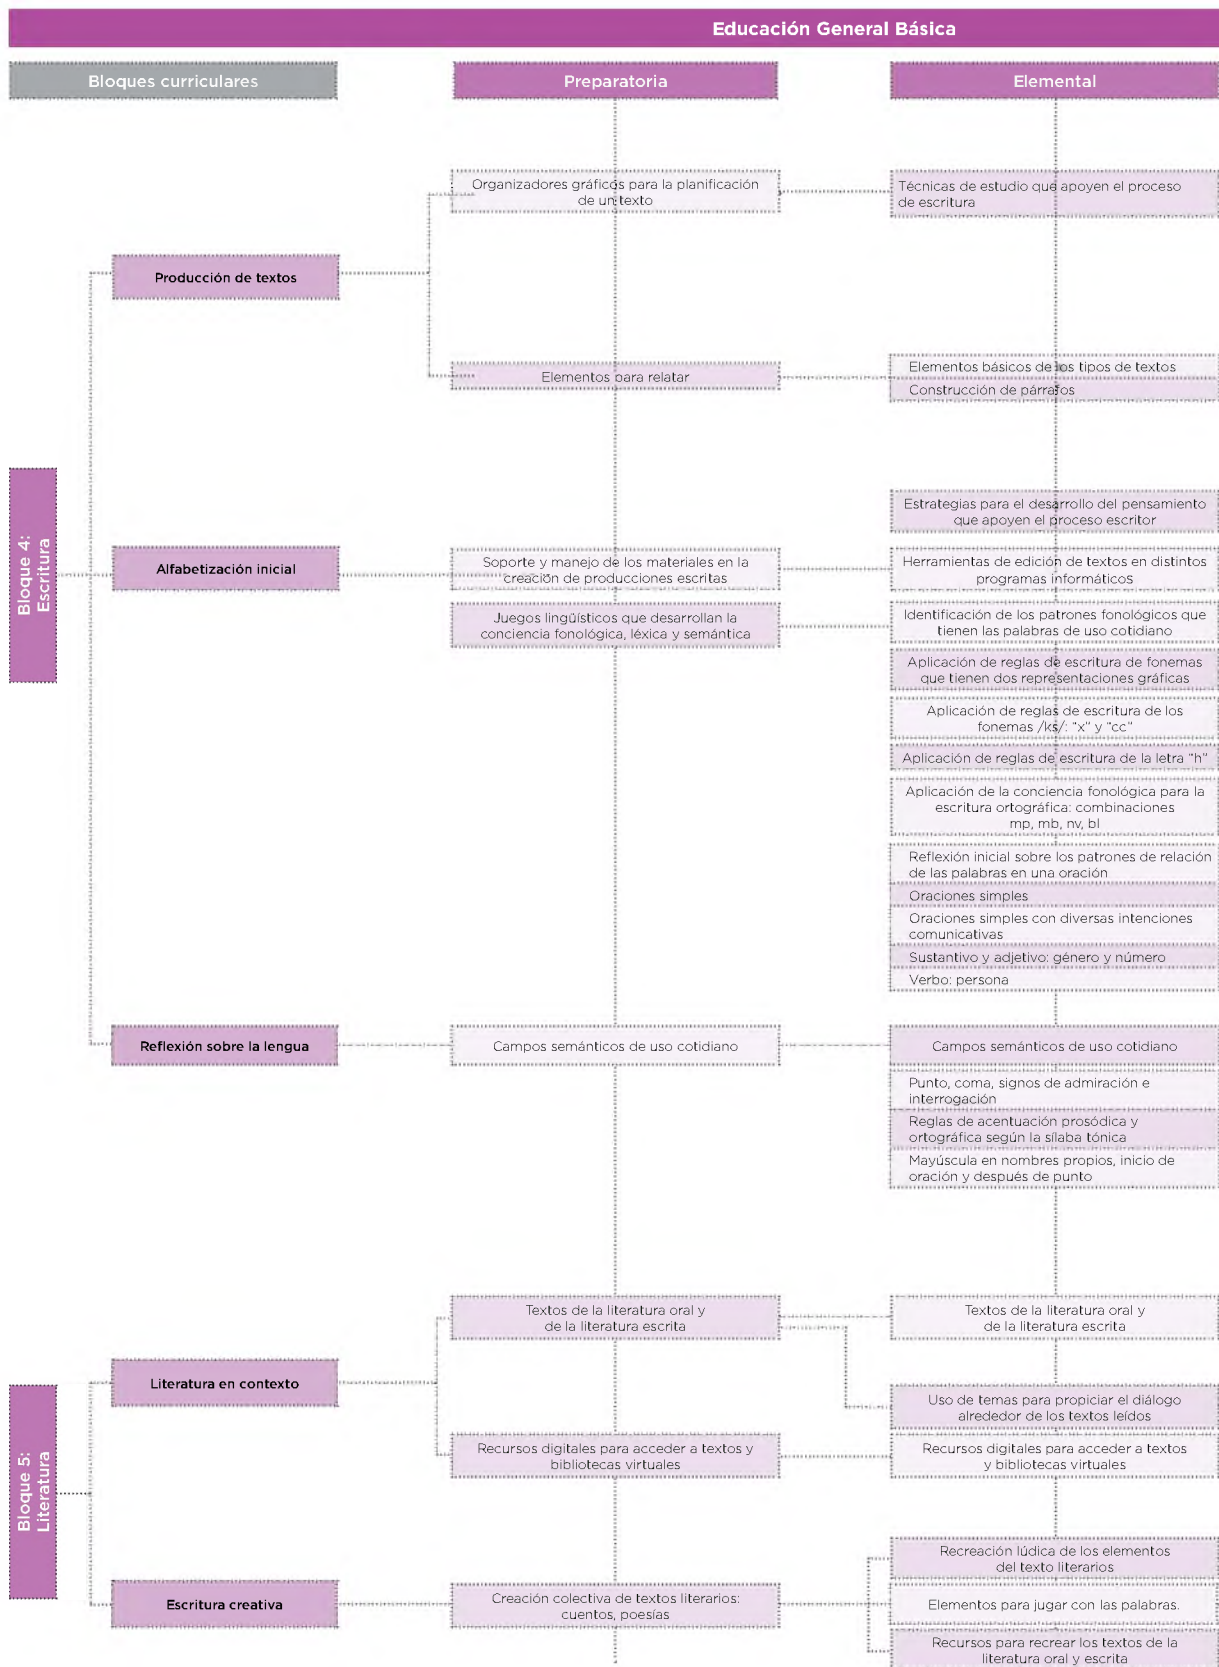 Educación General Básica
Bloques curriculares
Preparatoria
Elemental
Bloque 4:
Escritura
Producción de textos
Organizadores gráficos para la planificación
de un texto
Técnicas de estudio que apoyen el proceso
de escritura
Elementos para relatar
Elementos básicos de los tipos de textos
Construcción de párrafos
Estrategias para el desarrollo del pensamiento
que apoyen el proceso escritor
Alfabetización inicial
Soporte y manejo de los materiales en la
creación de producciones escritas
Herramientas de edición de textos en distintos
programas informáticos
Juegos lingüísticos que desarrollan la
conciencia fonológica, léxica y semántica
Identificación de los patrones fonológicos que
tienen las palabras de uso cotidiano
Aplicación de reglas de escritura de fonemas
que tienen dos representaciones gráficas
Aplicación de reglas de escritura de los
fonemas /ks/: “x” y “cc”
Aplicación de reglas de escritura de la letra “h”
Aplicación de la conciencia fonológica para la
escritura ortográfica: combinaciones
mp, mb, nv, bl
Reflexión inicial sobre los patrones de relación
de las palabras en una oración
Oraciones simples
Oraciones simples con diversas intenciones
comunicativas
Sustantivo y adjetivo: género y número
Verbo: persona
Reflexión sobre la lengua
Campos semánticos de uso cotidiano
Campos semánticos de uso cotidiano
Punto, coma, signos de admiración e
interrogación
Reglas de acentuación prosódica y
ortográfica según la sílaba tónica
Mayúscula en nombres propios, inicio de
oración y después de punto
Bloque 5:
Literatura
Literatura en contexto
Textos de la literatura oral y
de la literatura escrita
Textos de la literatura oral y
de la literatura escrita
Uso de temas para propiciar el diálogo
alrededor de los textos leídos
Recursos digitales para acceder a textos y
bibliotecas virtuales
Recursos digitales para acceder a textos
y bibliotecas virtuales
Escritura creativa
Creación colectiva de textos literarios:
cuentos, poesías
Recreación lúdica de los elementos
del texto literarios
Elementos para jugar con las palabras.
Recursos para recrear los textos de la
literatura oral y escrita